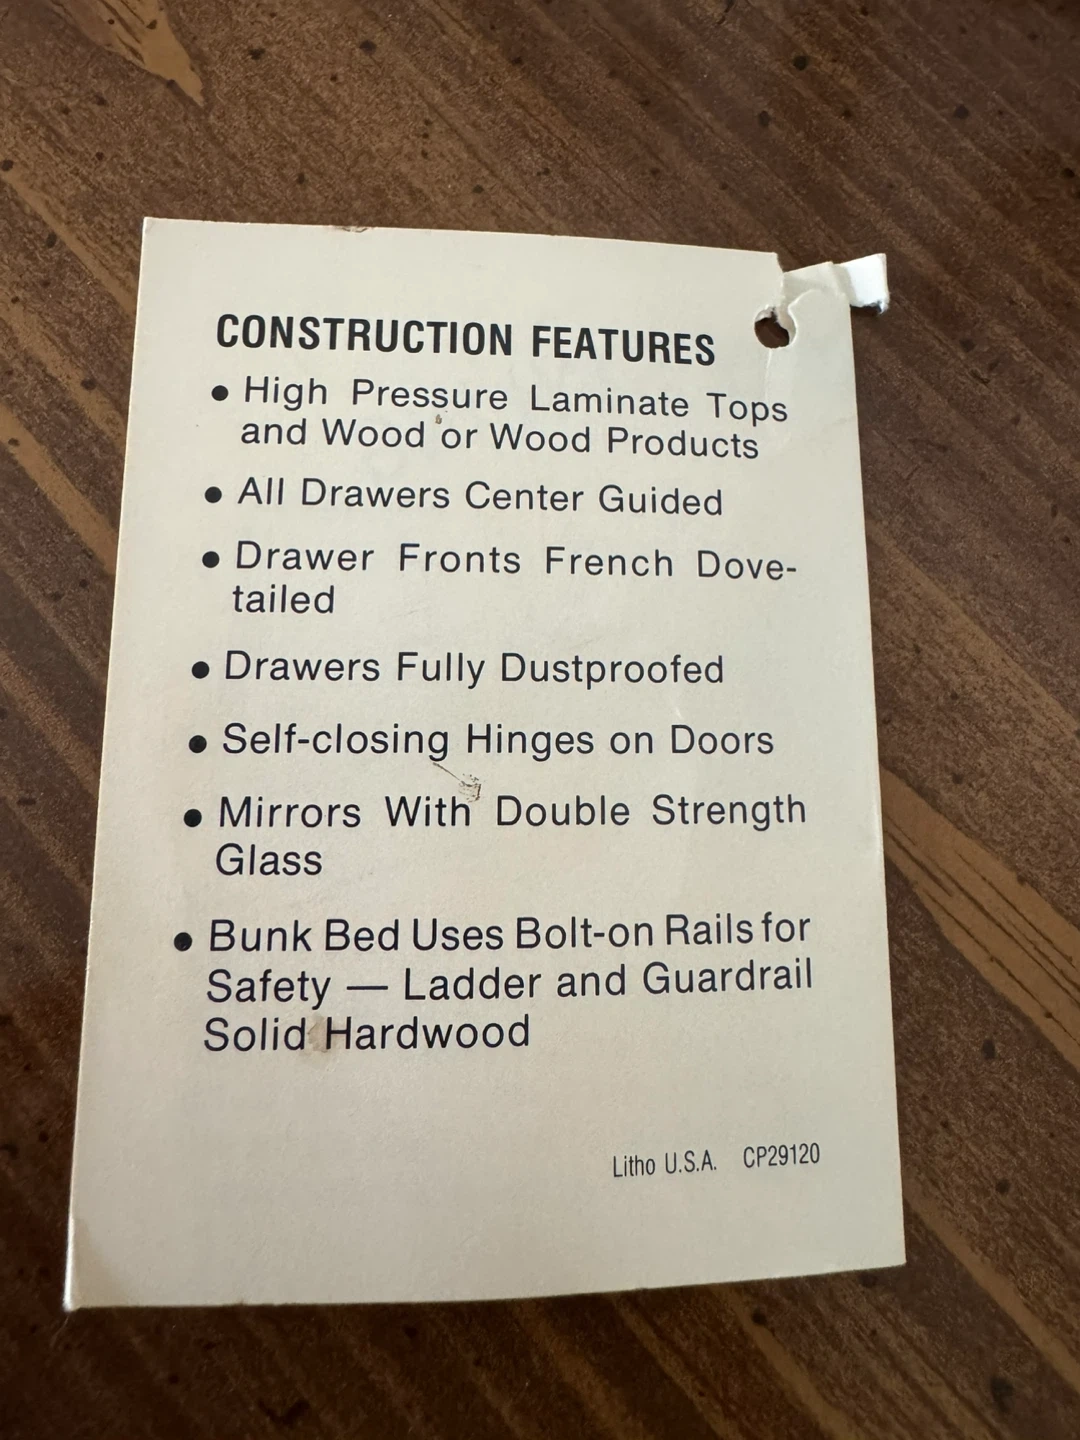 CONSTRUCTION FEATURES
● High Pressure Laminate Tops
and Wood or Wood Products
● All Drawers Center Guided
● Drawer Fronts French Dove-
tailed
● Drawers Fully Dustproofed
● Self-closing Hinges on Doors
● Mirrors With Double Strength
Glass
● Bunk Bed Uses Bolt-on Rails for
Safety — Ladder and Guardrail
Solid Hardwood
Litho U.S.A. CP29120